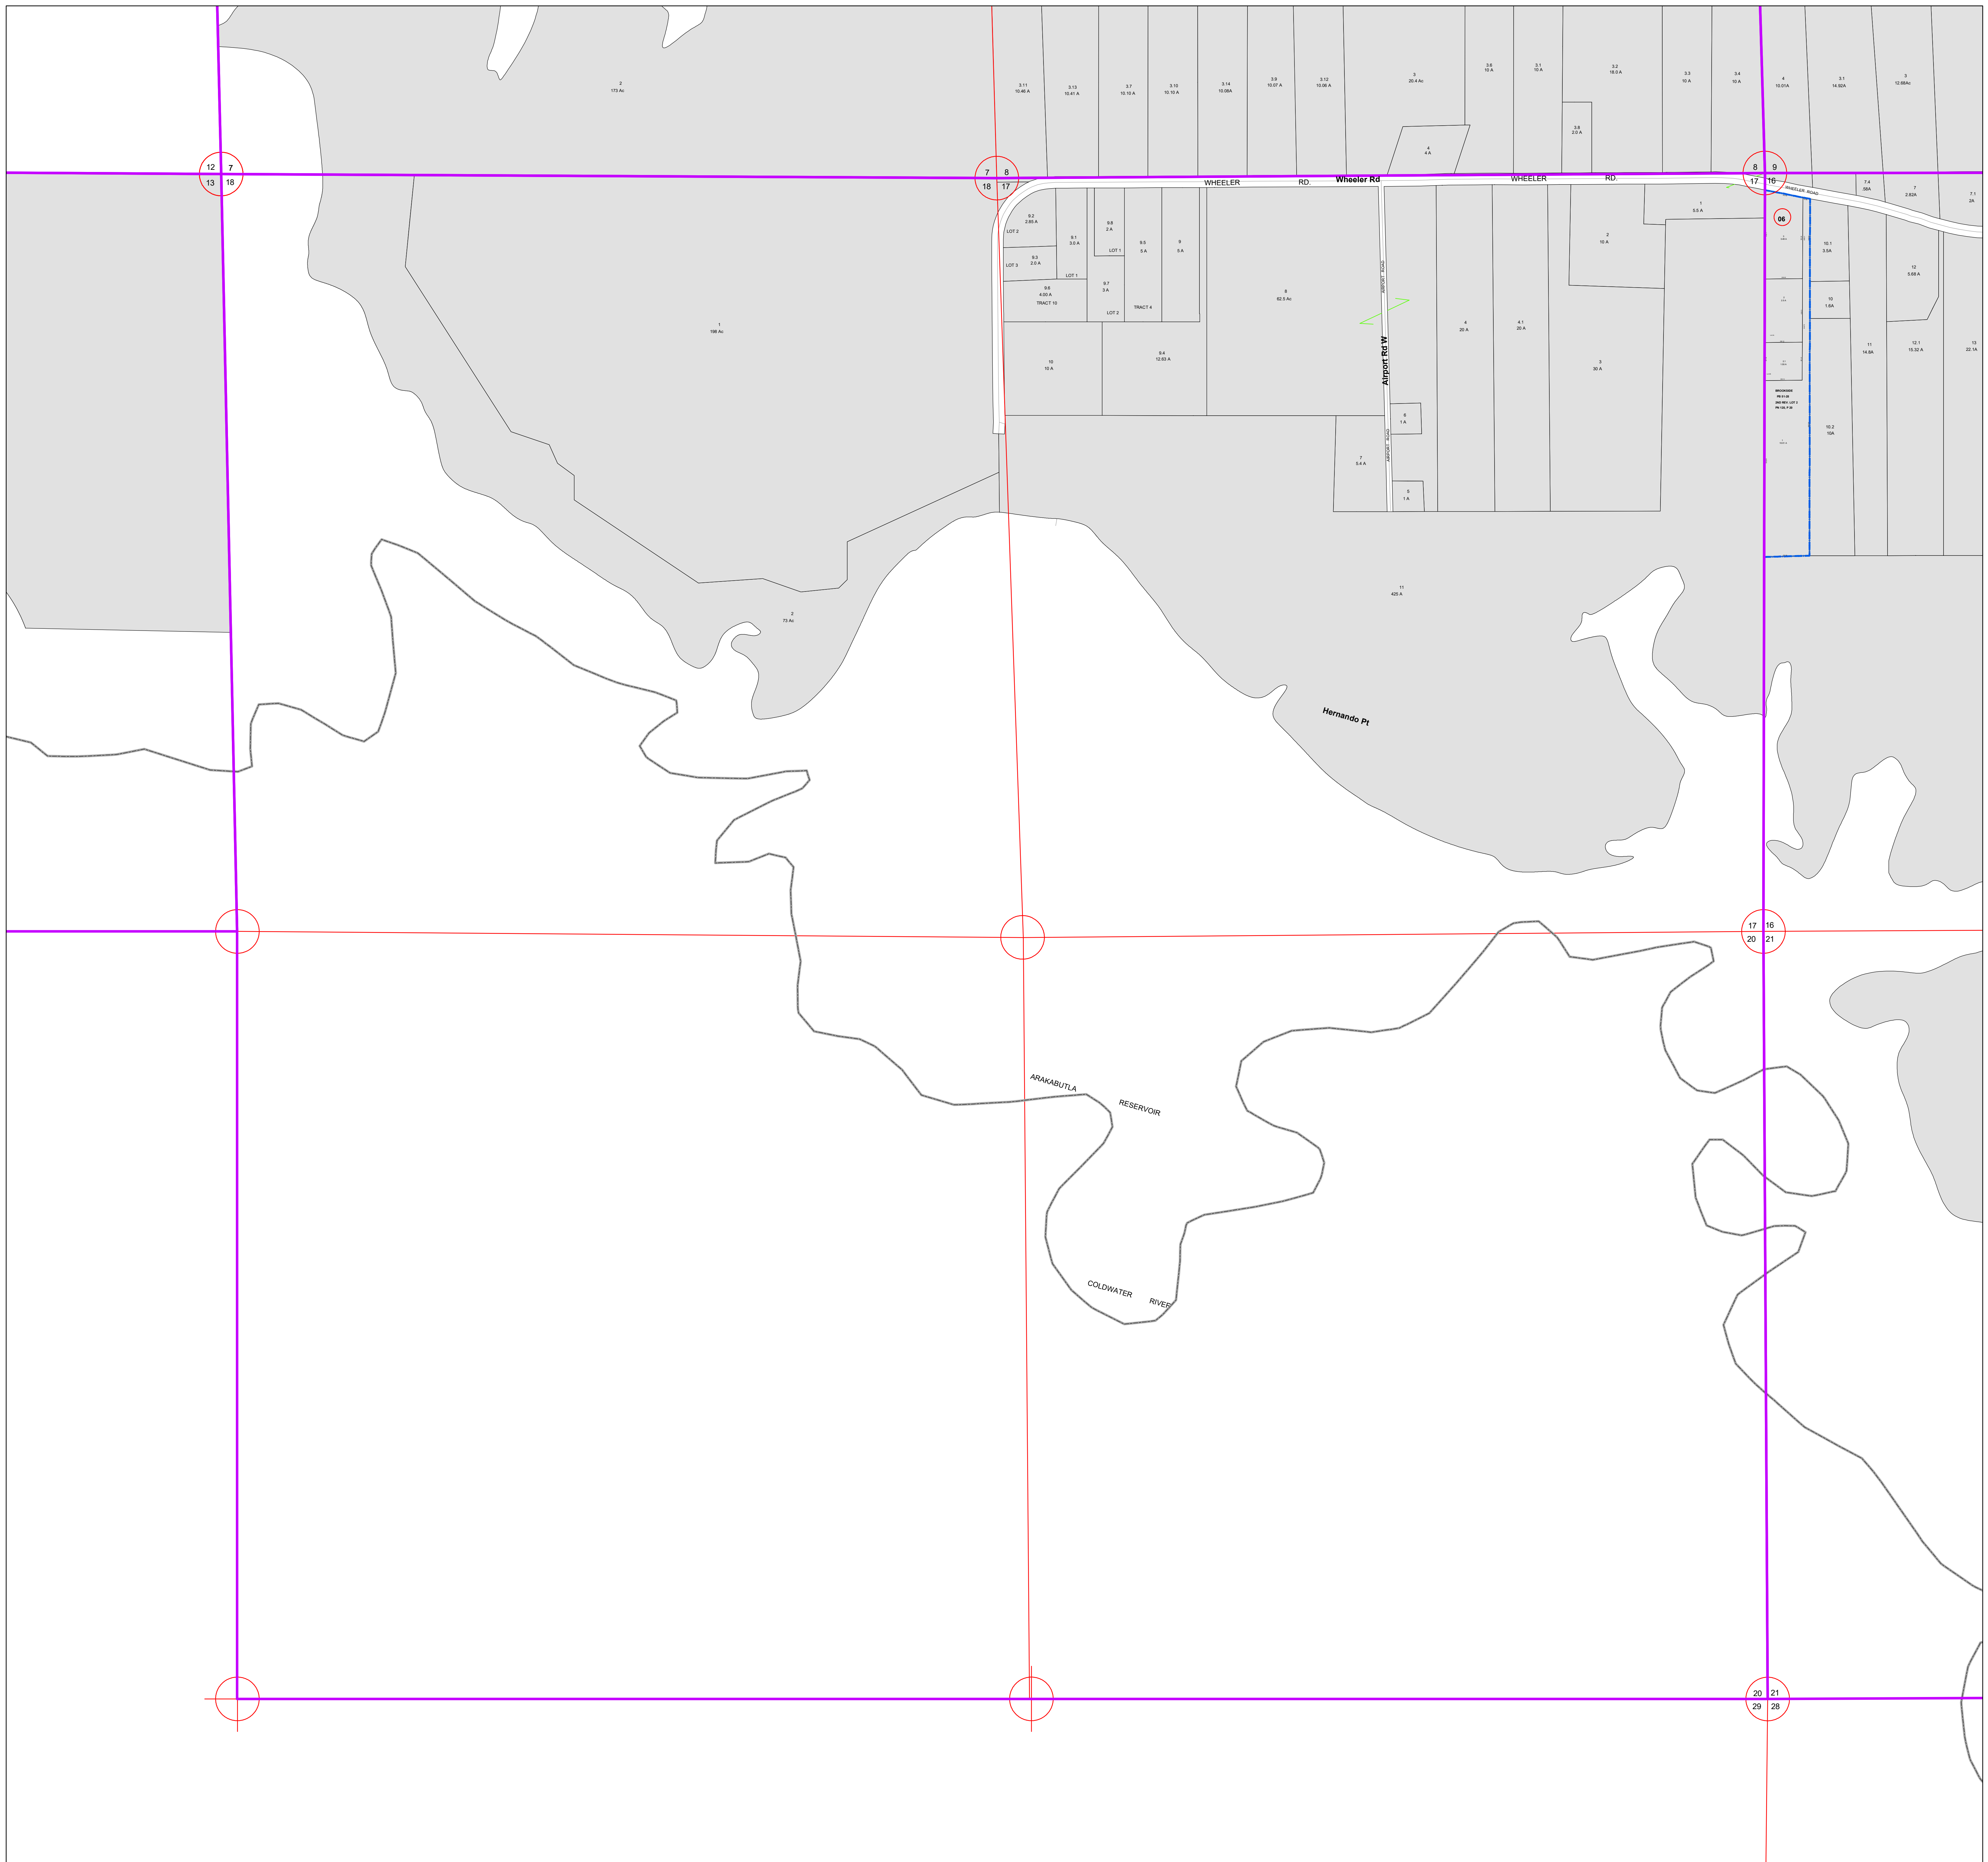 2
173 Ac
3.11
10.46 A
3.13
10.41 A
3.7
10.10 A
3.10
10.10 A
3.14
10.08A
3.9
10.07 A
3.12
10.06 A
3
20.4 Ac
3.6
10 A
3.1
10 A
3.2
18.0 A
3.3
10 A
3.4
10 A
4
10.01A
3.1
14.82A
3
12.68Ac
3.8
2.0 A
4
4 A
12 7
13 18
7 8
18 17
8 9
17 16
WHEELER RD.
Wheeler Rd
WHEELER RD.
WHEELER ROAD
7.4
.08A
7
2.82A
7.1
2A
06
9.2
2.85 A
LOT 2
9.3
2.0 A
LOT 3
9.1
3.0 A
LOT 1
9.8
2 A
LOT 1
9.5
5 A
9
5 A
9.6
4.00 A
TRACT 10
9.7
3 A
LOT 2
TRACT 4
8
62.5 Ac
AIRPORT ROAD
Airport Rd W
AIRPORT ROAD
1
5.5 A
2
10 A
10.1
3.5A
12
5.68 A
10
1.6A
1
198 Ac
10
10 A
9.4
12.63 A
4
20 A
4.1
20 A
3
30 A
11
14.8A
12.1
15.32 A
13
22.1A
BROOKSIDE
6
1 A
10.2
10A
7
5.4 A
5
1 A
11
425 A
2
73 Ac
Hernando Pt
17 16
20 21
ARAKABUTLA
RESERVOIR
COLDWATER RIVER
20 21
29 28